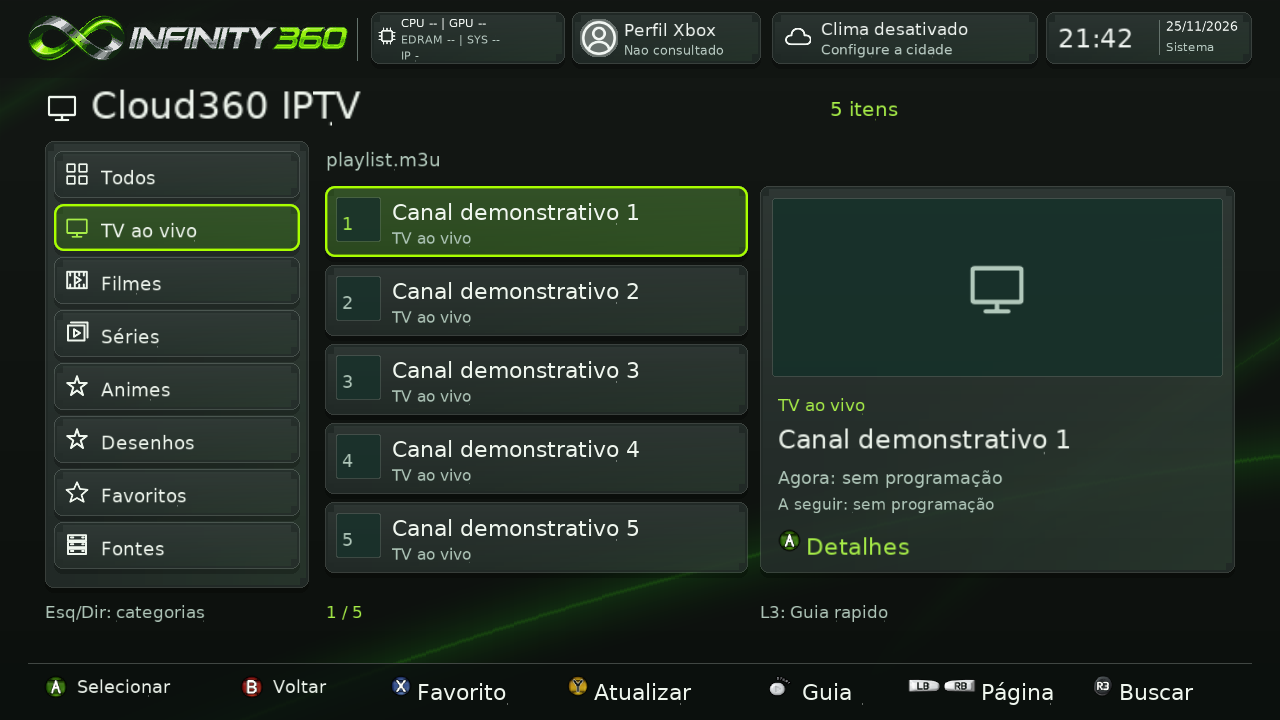 INFINITY 360
CPU -- | GPU --
EDRAM -- | SYS --
IP -
Perfil Xbox
Nao consultado
Clima desativado
Configure a cidade
21:42
25/11/2026
Sistema
Cloud360 IPTV
5 itens
Todos
TV ao vivo
Filmes
Séries
Animes
Desenhos
Favoritos
Fontes
playlist.m3u
1
Canal demonstrativo 1
TV ao vivo
2
Canal demonstrativo 2
TV ao vivo
3
Canal demonstrativo 3
TV ao vivo
4
Canal demonstrativo 4
TV ao vivo
5
Canal demonstrativo 5
TV ao vivo
TV ao vivo
Canal demonstrativo 1
Agora: sem programação
A seguir: sem programação
A Detalhes
Esq/Dir: categorias
1 / 5
L3: Guia rapido
A Selecionar
B Voltar
X Favorito
Y Atualizar
Guia
LB RB Página
R3 Buscar